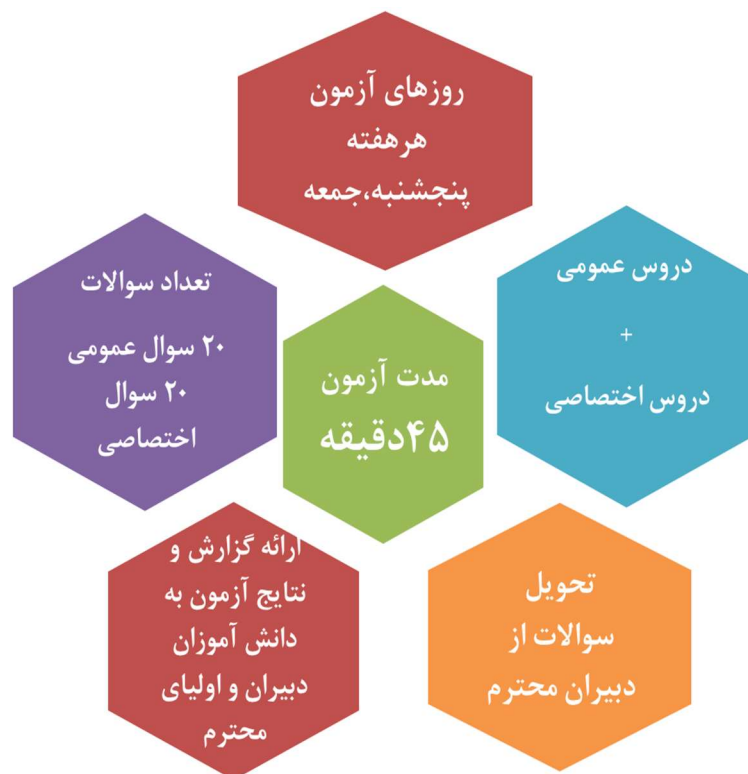 روزهای آزمون
هرهفته
پنجشنبه،جمعه
دروس عمومی
+
دروس اختصاصی
تعداد سوالات
۲۰ سوال عمومی
۲۰ سوال
اختصاصی
مدت آزمون
۴۵دقیقه
تحویل
سوالات از
دبیران محترم
ارائه گزارش و
نتایج آزمون به
دانش آموزان
دبیران و اولیای
محترم